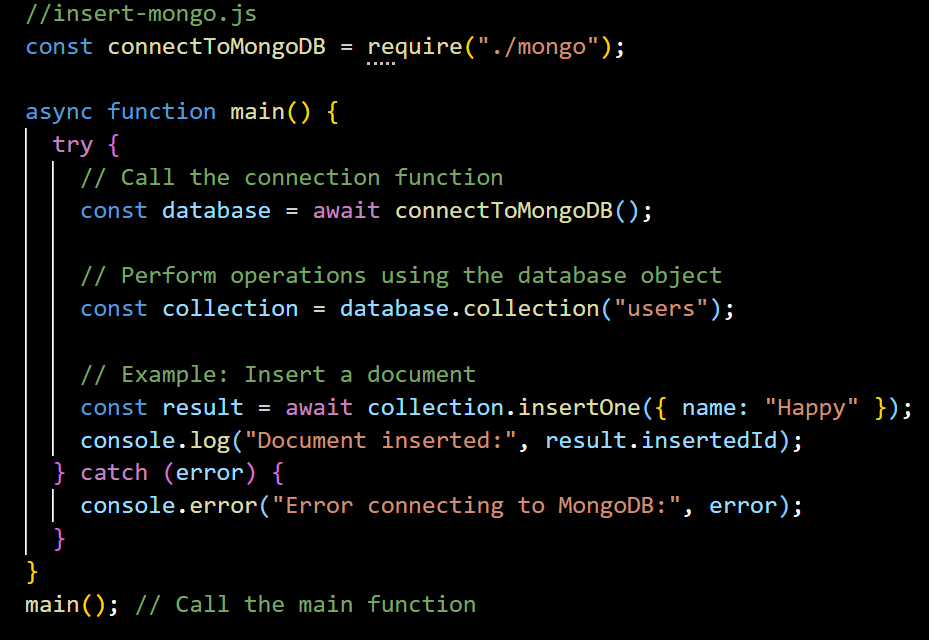 //insert-mongo.js
const connectToMongoDB = require("./mongo");
async function main() {
try {
// Call the connection function
const database = await connectToMongoDB();
// Perform operations using the database object
const collection = database.collection("users");
// Example: Insert a document
const result = await collection.insertOne({ name: "Happy" });
console.log("Document inserted:", result.insertedId);
} catch (error) {
console.error("Error connecting to MongoDB:", error);
}
}
main(); // Call the main function